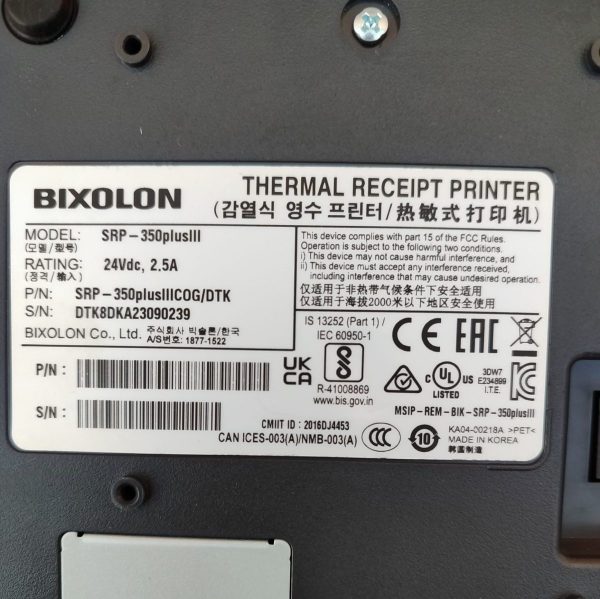 BIXOLON
THERMAL RECEIPT PRINTER
(감열식 영수 프린터/热敏式打印机)
MODEL: SRP-350plusIII
(모델/型号)
RATING: 24Vdc, 2.5A
(정격/输入)
P/N: SRP-350plusIIICOG/DTK
S/N: DTK8DKA23090239
BIXOLON Co., Ltd. 주식회사 빅솔론/한국
A/S번호: 1877-1522
This device complies with part 15 of the FCC Rules.
Operation is subject to the following two conditions.
i) This device may not cause harmful interference, and
ii) This device must accept any interference received,
including interference that may cause undesired operation.
仅适用于非热带气候条件下安全使用
仅适用于海拔2000米以下地区安全使用
P/N :
S/N :
UK
CA
IS 13252 (Part 1) /
IEC 60950-1
R-41008869
www.bis.gov.in
CE EAC
c UL US
LISTED
3DW7
E234899
I.T.E.
MSIP-REM-BIK-SRP-350plusIII
CMIIT ID : 2016DJ4453
CAN ICES-003(A)/NMB-003(A)
CCC
10
KA04-00218A >PET<
MADE IN KOREA
韩国制造